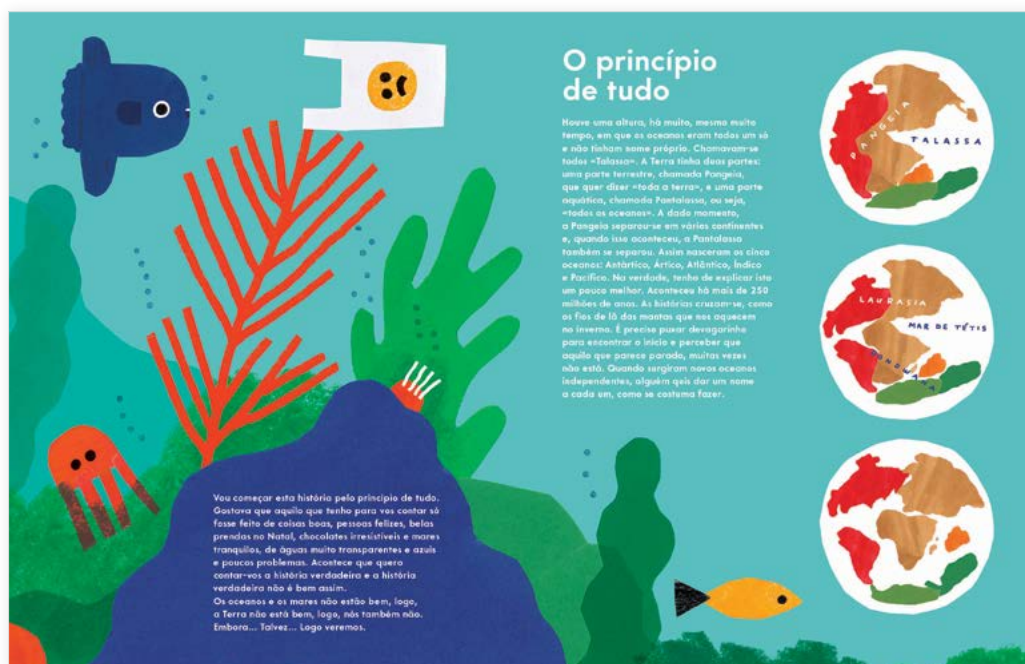 O princípio
de tudo
Houve uma altura, há muito, mesmo muito
tempo, em que os oceanos eram todos um só
e não tinham nome próprio. Chamavam-se
todos «Talassa». A Terra tinha duas partes:
uma parte terrestre, chamada Pangeia,
que quer dizer «toda a terra», e uma parte
aquática, chamada Pantalassa, ou seja,
«todos os oceanos». A dado momento,
a Pangeia separou-se em vários continentes
e, quando isso aconteceu, a Pantalassa
também se separou. Assim nasceram os cinco
oceanos: Antártico, Ártico, Atlântico, Índico
e Pacífico. Na verdade, tenho de explicar isto
um pouco melhor. Aconteceu há mais de 250
milhões de anos. As histórias cruzam-se, como
os fios de lã das mantas que nos aquecem
no inverno. É preciso puxar devagarinho
para encontrar o início e perceber que
aquilo que parece parado, muitas vezes
não está. Quando surgiram novos oceanos
independentes, alguém quis dar um nome
a cada um, como se costuma fazer.
PANGEIA
TALASSA
LAURASIA
MAR DE TÉTIS
GONDWANA
Vou começar esta história pelo princípio de tudo.
Gostava que aquilo que tenho para vos contar só
fosse feito de coisas boas, pessoas felizes, belas
prendas no Natal, chocolates irresistíveis e mares
tranquilos, de águas muito transparentes e azuis
e poucos problemas. Acontece que quero
contar-vos a história verdadeira e a história
verdadeira não é bem assim.
Os oceanos e os mares não estão bem, logo,
a Terra não está bem, logo, nós também não.
Embora... Talvez... Logo veremos.